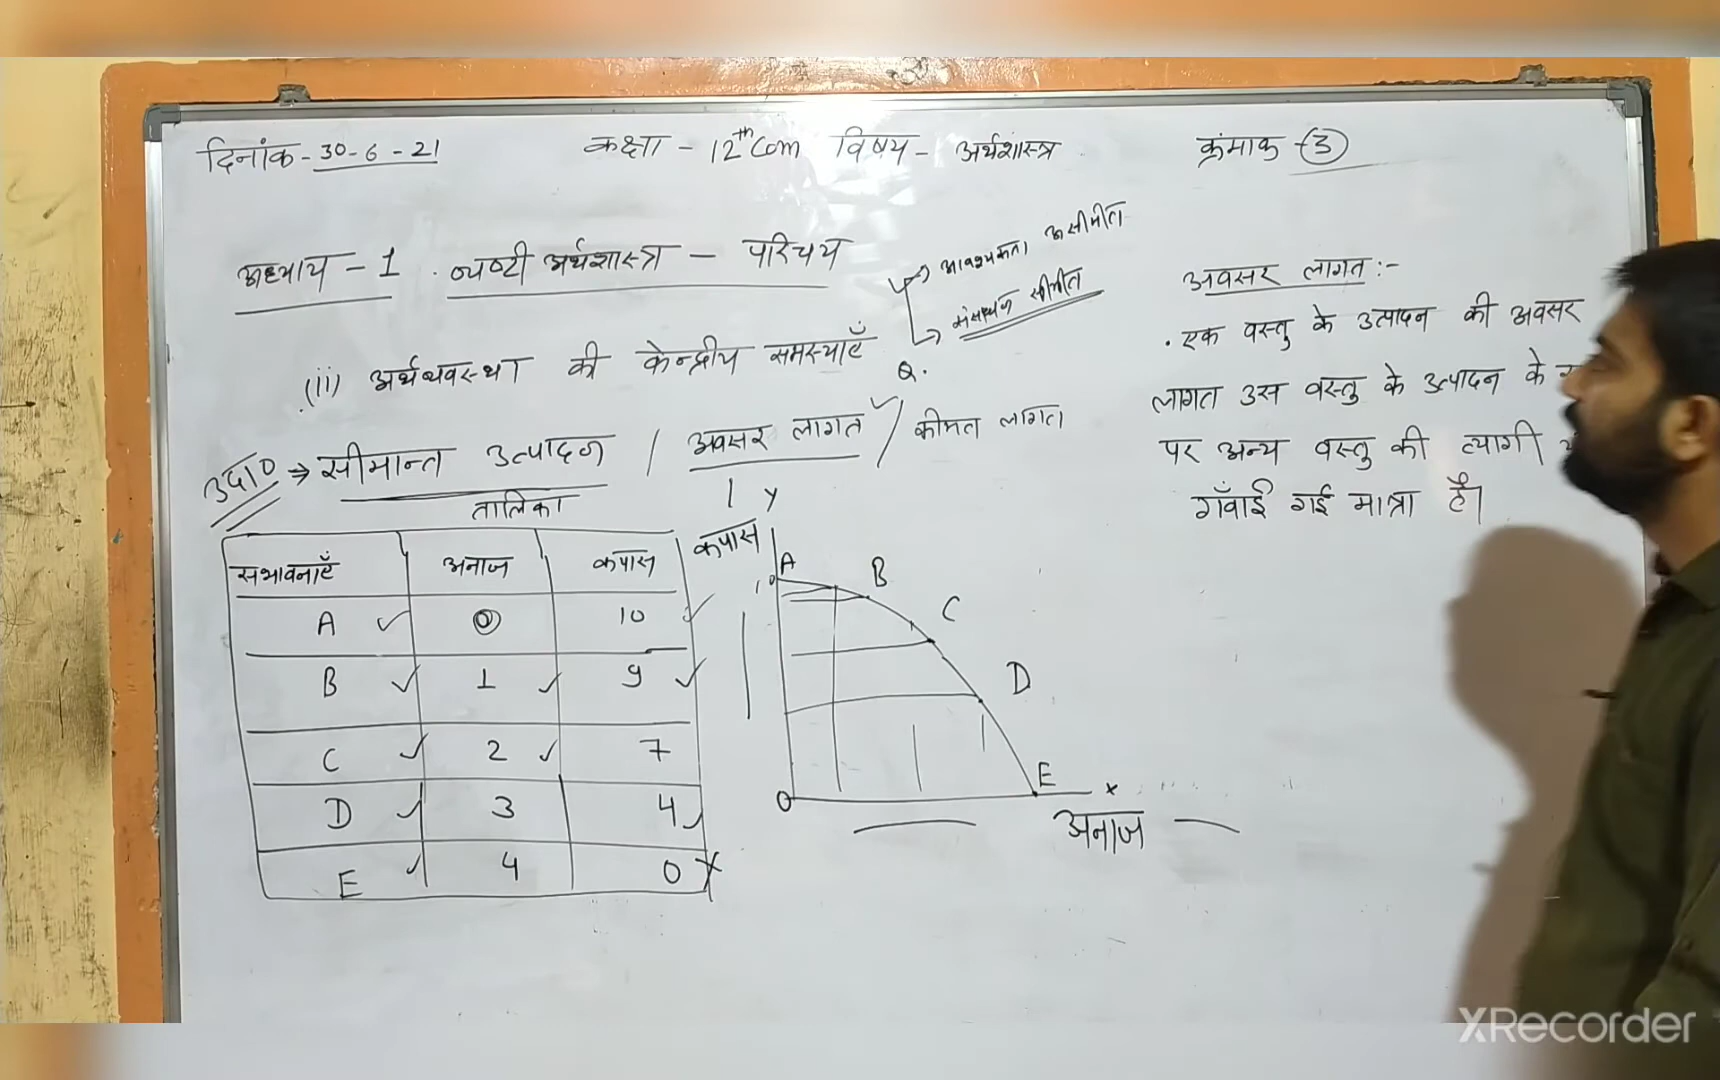 दिनांक - 30-6-21
कक्षा - 12th Com विषय - अर्थशास्त्र
क्रंमाक - 3
अध्याय - 1 . व्यष्टी अर्थशास्त्र - परिचय
आवश्यकता असीमीत
संसाधन सीमीत
(ii) अर्थव्यवस्था की केन्द्रीय समस्याएँ
Q.
उदा० → सीमान्त उत्पादन / अवसर लागत / कीमत लागत
तालिका
संभावनाएँ अनाज कपास
A 0 10
B 1 9
C 2 7
D 3 4
E 4 0
Y
कपास
10
A
B
C
D
E
O
x
अनाज
अवसर लागत :-
. एक वस्तु के उत्पादन की अवसर
लागत उस वस्तु के उत्पादन के
पर अन्य वस्तु की त्यागी
गँवाई गई मात्रा है।
XRecorder